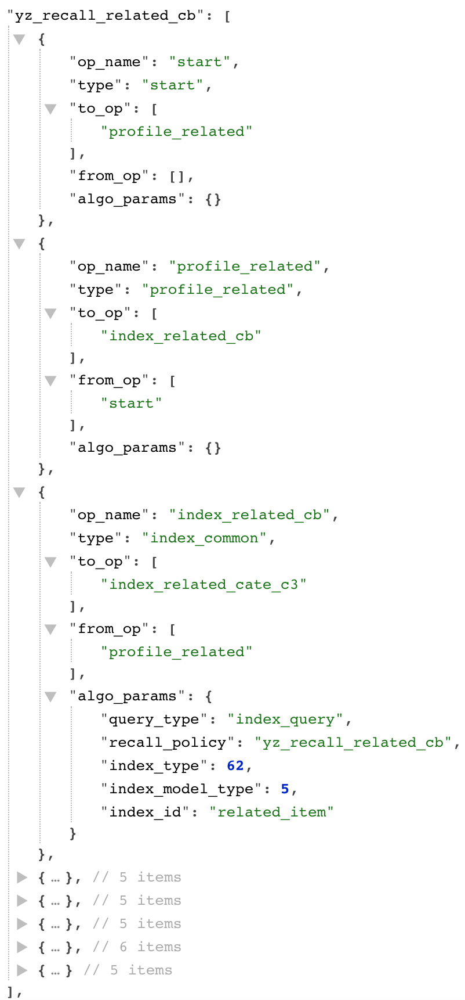 "yz_recall_related_cb": [
{
"op_name": "start",
"type": "start",
"to_op": [
"profile_related"
],
"from_op": [],
"algo_params": {}
},
{
"op_name": "profile_related",
"type": "profile_related",
"to_op": [
"index_related_cb"
],
"from_op": [
"start"
],
"algo_params": {}
},
{
"op_name": "index_related_cb",
"type": "index_common",
"to_op": [
"index_related_cate_c3"
],
"from_op": [
"profile_related"
],
"algo_params": {
"query_type": "index_query",
"recall_policy": "yz_recall_related_cb",
"index_type": 62,
"index_model_type": 5,
"index_id": "related_item"
}
},
{ … }, // 5 items
{ … }, // 5 items
{ … }, // 5 items
{ … }, // 6 items
{ … } // 5 items
],